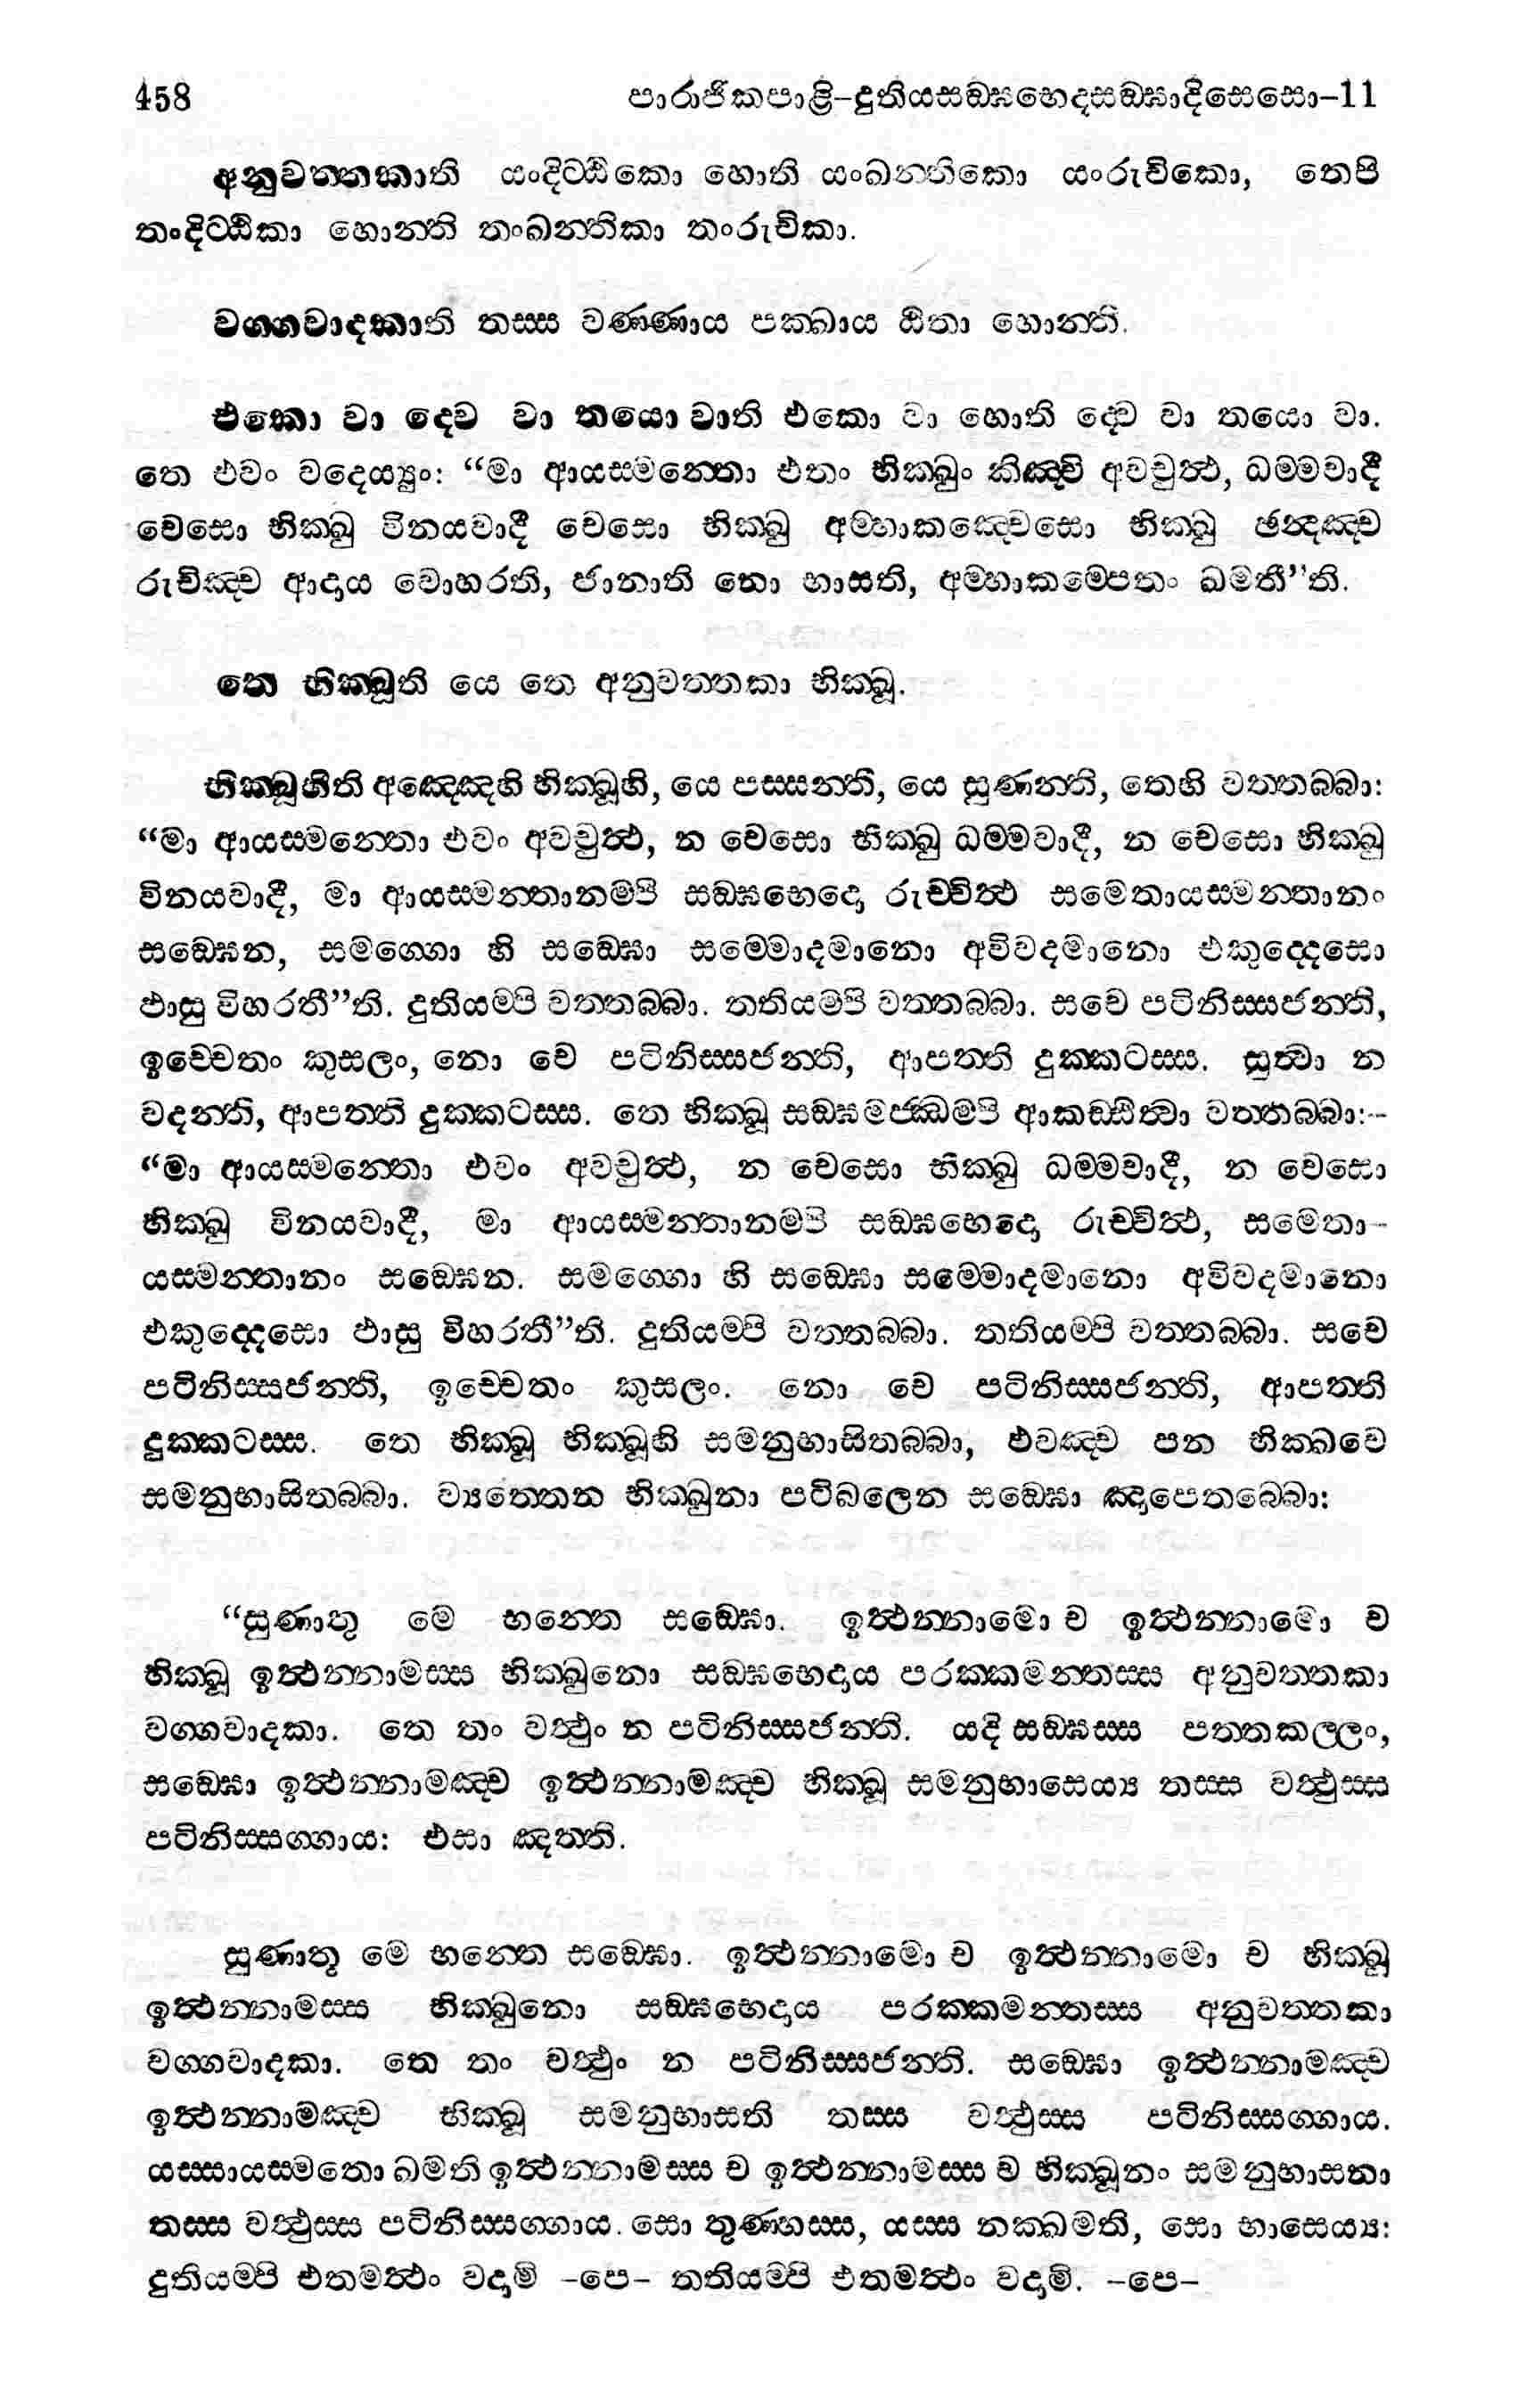 458 පාරාජිකපාළි–දුතියසඞ්ඝභෙදසඞ්ඝාදිසෙසො–11
අනුවත්තකාති යංදිට්ඨිකො හොති යංඛන්තිකො යංරුචිකො, තෙපි
තංදිට්ඨිකා හොන්ති තංඛන්තිකා තංරුචිකා.
වග්ගවාදකාති තස්ස වණ්ණාය පක්ඛාය ඨිතා හොන්ති.
එකො වා ද්වෙ වා තයො වාති එකො වා හොති ද්වෙ වා තයො වා.
තෙ එවං වදෙය්‍යුං: “මා ආයස්මන්තො එතං භික්ඛුං කිඤ්චි අවචුත්ථ, ධම්මවාදී
චෙසො භික්ඛු විනයවාදී චෙසො භික්ඛු අම්හාකඤ්චෙසො භික්ඛු ඡන්දඤ්ච
රුචිඤ්ච ආදාය වොහරති, ජානාති නො භාසති, අම්හාකම්පෙතං ඛමතී”ති.
තෙ භික්ඛූති යෙ තෙ අනුවත්තකා භික්ඛූ.
භික්ඛූහීති අඤ්ඤෙහි භික්ඛූහි, යෙ පස්සන්ති, යෙ සුණන්ති, තෙහි වත්තබ්බා:
“මා ආයස්මන්තො එවං අවචුත්ථ, න චෙසො භික්ඛු ධම්මවාදී, න චෙසො භික්ඛු
විනයවාදී, මා ආයස්මන්තානම්පි සඞ්ඝභෙදො රුච්චිත්ථ සමෙතායස්මන්තානං
සඞ්ඝෙන, සමග්ගො හි සඞ්ඝො සම්මොදමානො අවිවදමානො එකුද්දෙසො
ඵාසු විහරතී”ති. දුතියම්පි වත්තබ්බා. තතියම්පි වත්තබ්බා. සචෙ පටිනිස්සජන්ති,
ඉච්චෙතං කුසලං, නො චෙ පටිනිස්සජන්ති, ආපත්ති දුක්කටස්ස. සුත්වා න
වදන්ති, ආපත්ති දුක්කටස්ස. තෙ භික්ඛූ සඞ්ඝමජ්ඣම්පි ආකඩ්ඪිත්වා වත්තබ්බා:–
“මා ආයස්මන්තො එවං අවචුත්ථ, න චෙසො භික්ඛු ධම්මවාදී, න චෙසො
භික්ඛු විනයවාදී, මා ආයස්මන්තානම්පි සඞ්ඝභෙදො රුච්චිත්ථ, සමෙතා–
යස්මන්තානං සඞ්ඝෙන. සමග්ගො හි සඞ්ඝො සම්මොදමානො අවිවදමානො
එකුද්දෙසො ඵාසු විහරතී”ති. දුතියම්පි වත්තබ්බා. තතියම්පි වත්තබ්බා. සචෙ
පටිනිස්සජන්ති, ඉච්චෙතං කුසලං. නො චෙ පටිනිස්සජන්ති, ආපත්ති
දුක්කටස්ස. තෙ භික්ඛූ භික්ඛූහි සමනුභාසිතබ්බා, එවඤ්ච පන භික්ඛවෙ
සමනුභාසිතබ්බා. ව්‍යත්තෙන භික්ඛුනා පටිබලෙන සඞ්ඝො ඤාපෙතබ්බො:
“සුණාතු මෙ භන්තෙ සඞ්ඝො. ඉත්ථන්නාමො ච ඉත්ථන්නාමො ච
භික්ඛූ ඉත්ථන්නාමස්ස භික්ඛුනො සඞ්ඝභෙදාය පරක්කමන්තස්ස අනුවත්තකා
වග්ගවාදකා. තෙ තං වත්ථුං න පටිනිස්සජන්ති. යදි සඞ්ඝස්ස පත්තකල්ලං,
සඞ්ඝො ඉත්ථන්නාමඤ්ච ඉත්ථන්නාමඤ්ච භික්ඛූ සමනුභාසෙය්‍ය තස්ස වත්ථුස්ස
පටිනිස්සග්ගාය: එසා ඤත්ති.
සුණාතු මෙ භන්තෙ සඞ්ඝො. ඉත්ථන්නාමො ච ඉත්ථන්නාමො ච භික්ඛූ
ඉත්ථන්නාමස්ස භික්ඛුනො සඞ්ඝභෙදාය පරක්කමන්තස්ස අනුවත්තකා
වග්ගවාදකා. තෙ තං වත්ථුං න පටිනිස්සජන්ති. සඞ්ඝො ඉත්ථන්නාමඤ්ච
ඉත්ථන්නාමඤ්ච භික්ඛූ සමනුභාසති තස්ස වත්ථුස්ස පටිනිස්සග්ගාය.
යස්සායස්මතො ඛමති ඉත්ථන්නාමස්ස ච ඉත්ථන්නාමස්ස ච භික්ඛූනං සමනුභාසනා
තස්ස වත්ථුස්ස පටිනිස්සග්ගාය. සො තුණ්හස්ස, යස්ස නක්ඛමති, සො භාසෙය්‍ය:
දුතියම්පි එතමත්ථං වදාමි –පෙ– තතියම්පි එතමත්ථං වදාමි. –පෙ–